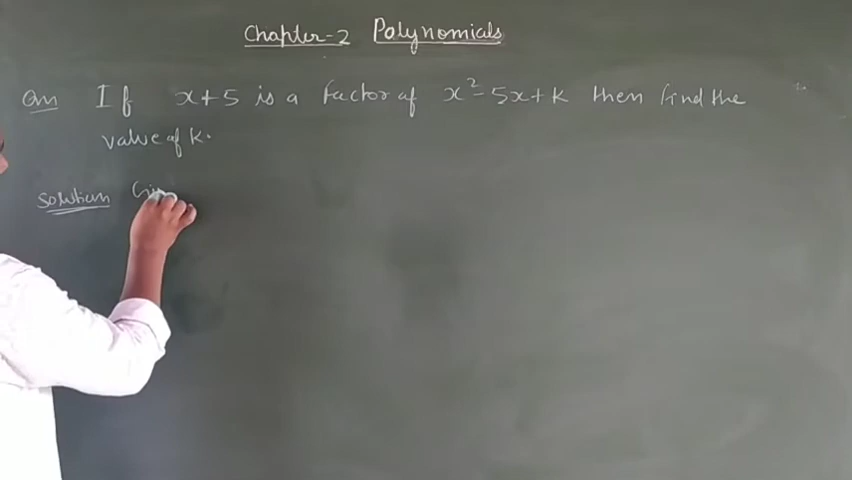 Chapter-2 Polynomials
Qn If x+5 is a factor of x²-5x+k then find the
value of k.
Solution